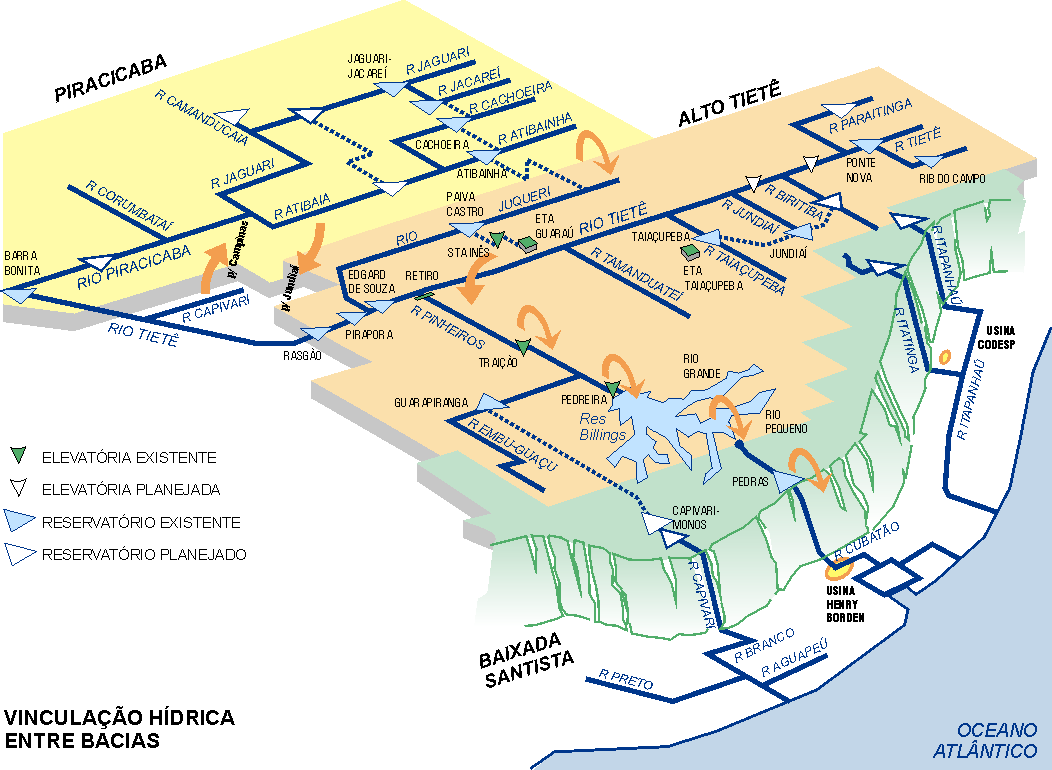 PIRACICABA
ALTO TIETÊ
JAGUARI-
JACAREÍ
R JAGUARI
R JACAREÍ
R CACHOEIRA
R CAMANDUCAIA
CACHOEIRA
R ATIBAINHA
ATIBAINHA
R JAGUARI
R ATIBAIA
R CORUMBATAÍ
BARRA
BONITA
RIO PIRACICABA
R CAPIVARI
RIO TIETÊ
p/ Campinas
p/ Jundiaí
PAIVA
CASTRO
JUQUERI
RIO
ETA
GUARAÚ
STA INÊS
RIO TIETÊ
R PARAITINGA
R TIETÊ
PONTE
NOVA
RIB DO CAMPO
R BIRITIBA
R JUNDIAÍ
JUNDIAÍ
TAIAÇUPEBA
R TAIAÇUPEBA
ETA
TAIAÇUPEBA
R TAMANDUATEÍ
EDGARD
DE SOUZA
RETIRO
PIRAPORA
RASGÃO
R PINHEIROS
TRAIÇÃO
GUARAPIRANGA
PEDREIRA
R EMBU-GUAÇU
RIO
GRANDE
Res
Billings
RIO
PEQUENO
PEDRAS
CAPIVARI-
MONOS
R CAPIVARI
R CUBATÃO
USINA
HENRY
BORDEN
R ITAPANHAÚ
R ITATINGA
USINA
CODESP
R ITAPANHAÚ
R BRANCO
R AGUAPEÚ
R PRETO
BAIXADA
SANTISTA
ELEVATÓRIA EXISTENTE
ELEVATÓRIA PLANEJADA
RESERVATÓRIO EXISTENTE
RESERVATÓRIO PLANEJADO
VINCULAÇÃO HÍDRICA
ENTRE BACIAS
OCEANO
ATLÂNTICO